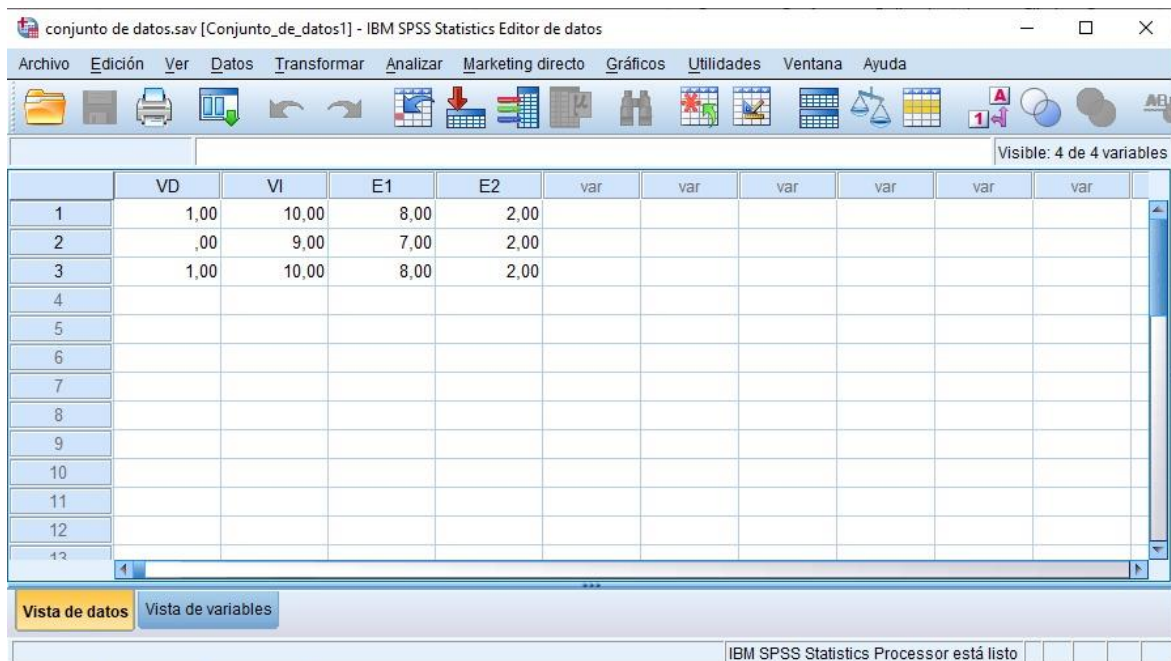 conjunto de datos.sav [Conjunto_de_datos1] - IBM SPSS Statistics Editor de datos
Archivo Edición Ver Datos Transformar Analizar Marketing directo Gráficos Utilidades Ventana Ayuda
A
1
Visible: 4 de 4 variables
VD VI E1 E2 var var var var var var
1 1,00 10,00 8,00 2,00
2 ,00 9,00 7,00 2,00
3 1,00 10,00 8,00 2,00
4
5
6
7
8
9
10
11
12
13
Vista de datos Vista de variables
IBM SPSS Statistics Processor está listo